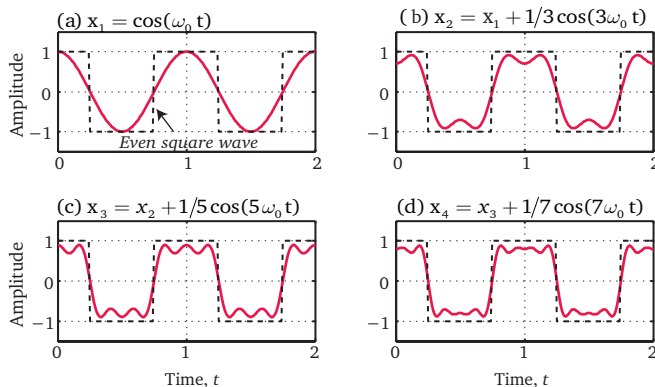 (a) x₁ = cos(ω₀ t)
(b) x₂ = x₁ + 1/3 cos(3ω₀ t)
Amplitude
1
0
−1
Even square wave
0
1
2
0
1
2
1
0
−1
(c) x₃ = x₂ + 1/5 cos(5ω₀ t)
(d) x₄ = x₃ + 1/7 cos(7ω₀ t)
Amplitude
1
0
−1
0
1
2
Time, t
1
0
−1
0
1
2
Time, t